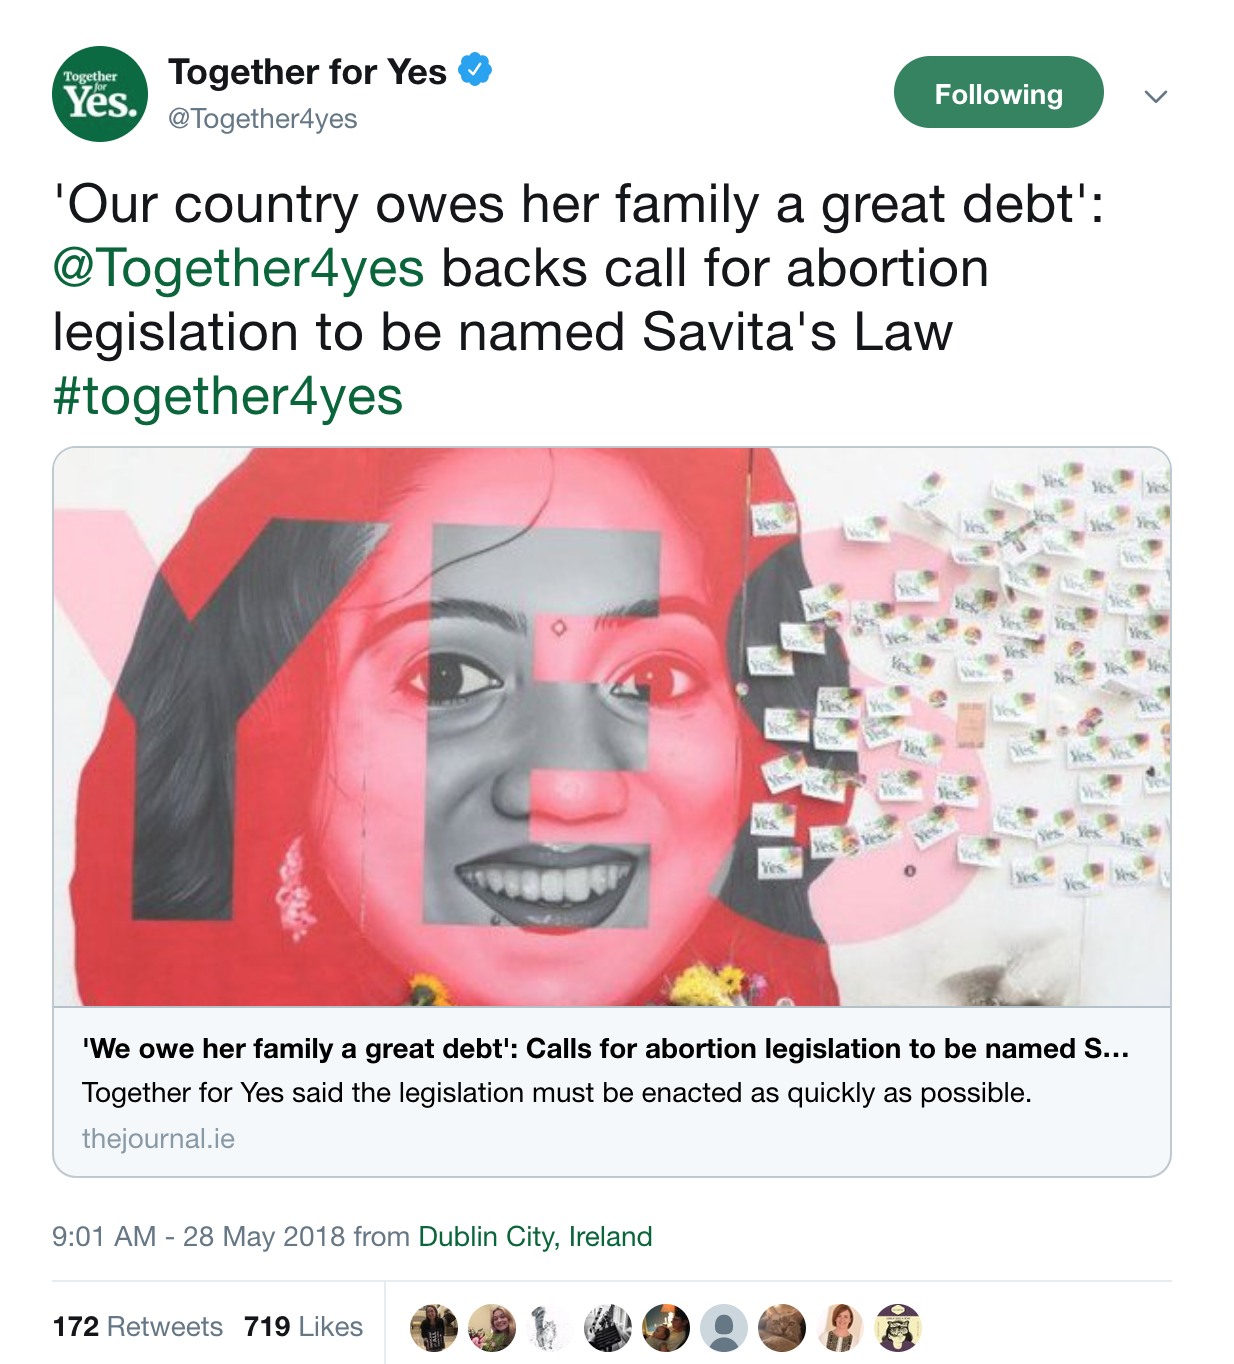 Together
for
Yes.
Together for Yes
@Together4yes
Following
'Our country owes her family a great debt':
@Together4yes backs call for abortion
legislation to be named Savita's Law
#together4yes
YES
'We owe her family a great debt': Calls for abortion legislation to be named S...
Together for Yes said the legislation must be enacted as quickly as possible.
thejournal.ie
9:01 AM - 28 May 2018 from Dublin City, Ireland
172 Retweets 719 Likes